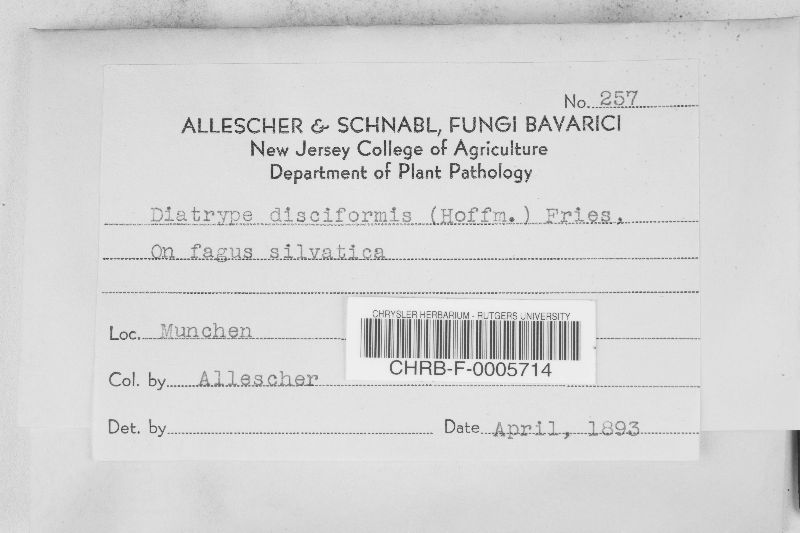 No. 257
ALLESCHER & SCHNABL, FUNGI BAVARICI
New Jersey College of Agriculture
Department of Plant Pathology
Diatrype disciformis (Hoffm.) Fries.
On fagus silvatica
Loc. Munchen
CHRYSLER HERBARIUM - RUTGERS UNIVERSITY
CHRB-F-0005714
Col. by Allescher
Det. by
Date April, 1893